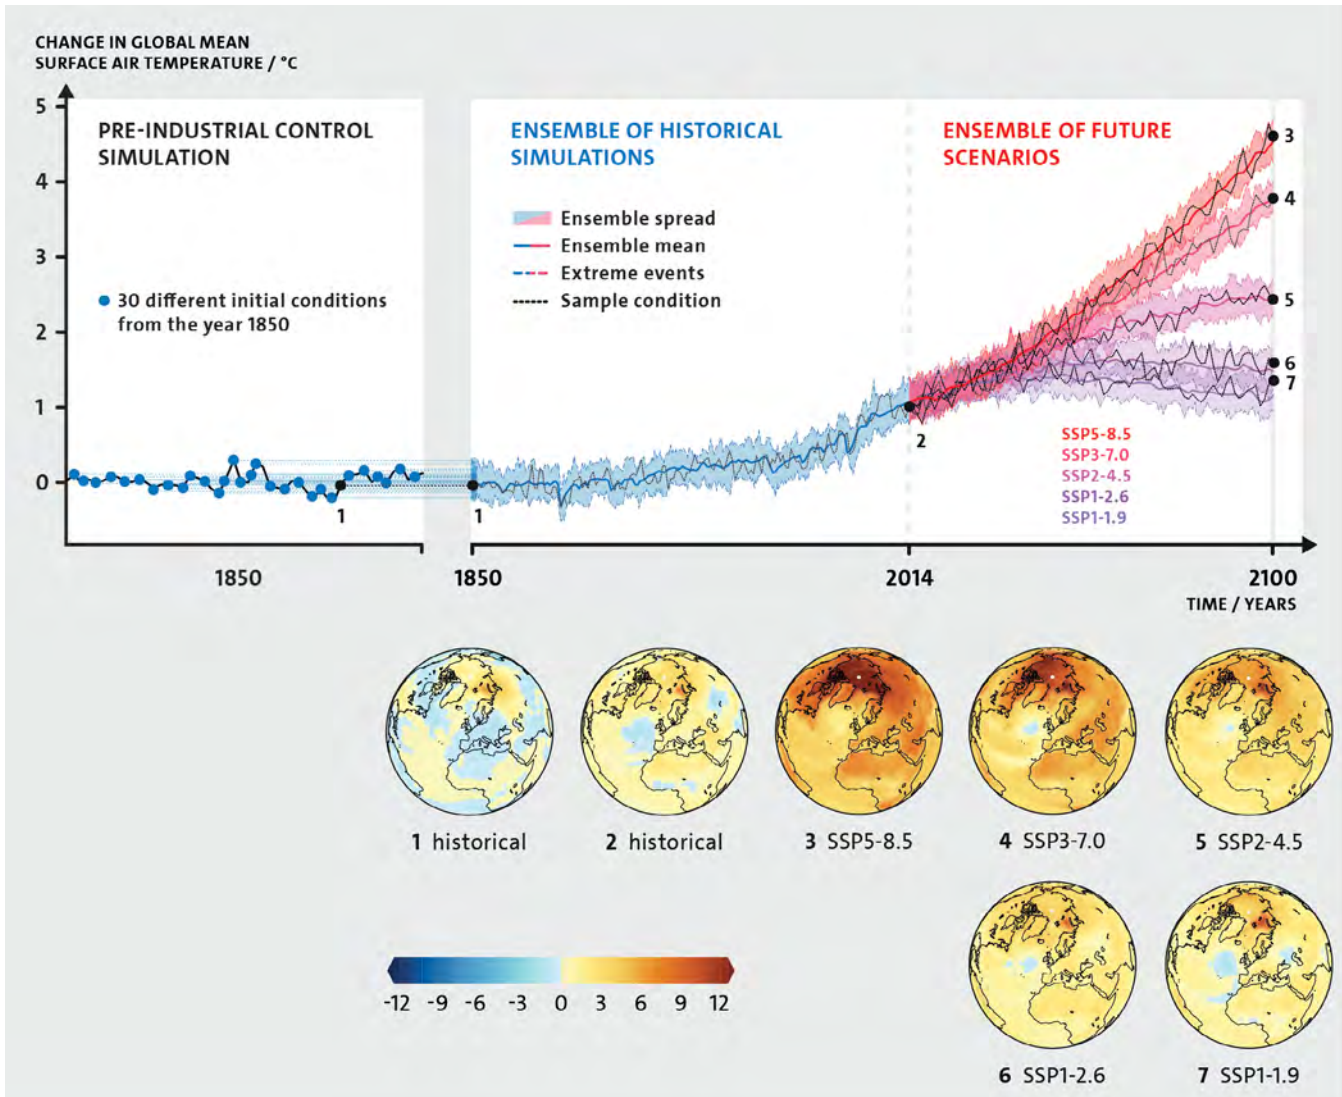 CHANGE IN GLOBAL MEAN
SURFACE AIR TEMPERATURE / °C
5
4
3
2
1
0
PRE-INDUSTRIAL CONTROL
SIMULATION
30 different initial conditions
from the year 1850
1
1850
ENSEMBLE OF HISTORICAL
SIMULATIONS
Ensemble spread
Ensemble mean
Extreme events
Sample condition
1
2
ENSEMBLE OF FUTURE
SCENARIOS
3
4
5
6
7
SSP5-8.5
SSP3-7.0
SSP2-4.5
SSP1-2.6
SSP1-1.9
1850
2014
2100
TIME / YEARS
1 historical
2 historical
3 SSP5-8.5
4 SSP3-7.0
5 SSP2-4.5
-12 -9 -6 -3 0 3 6 9 12
6 SSP1-2.6
7 SSP1-1.9